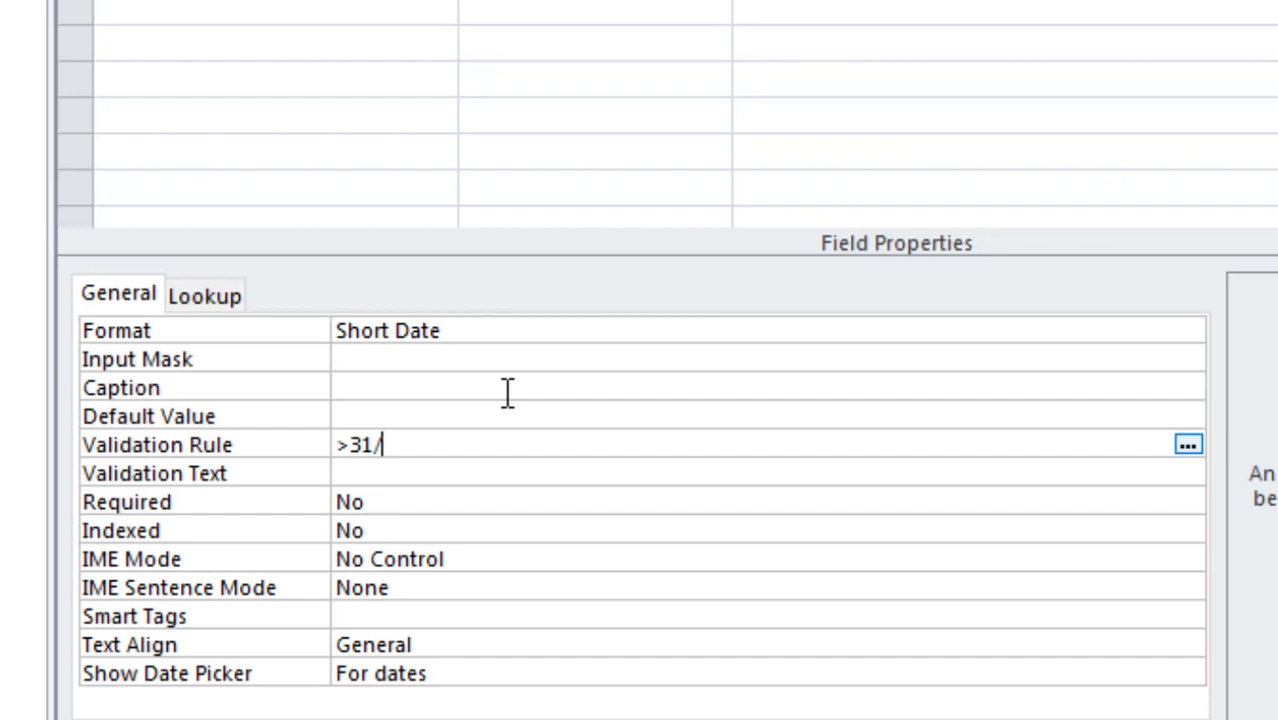 Field Properties
General Lookup
Format Short Date
Input Mask
Caption
Default Value
Validation Rule >31/ ...
Validation Text
Required No
Indexed No
IME Mode No Control
IME Sentence Mode None
Smart Tags
Text Align General
Show Date Picker For dates
An
be